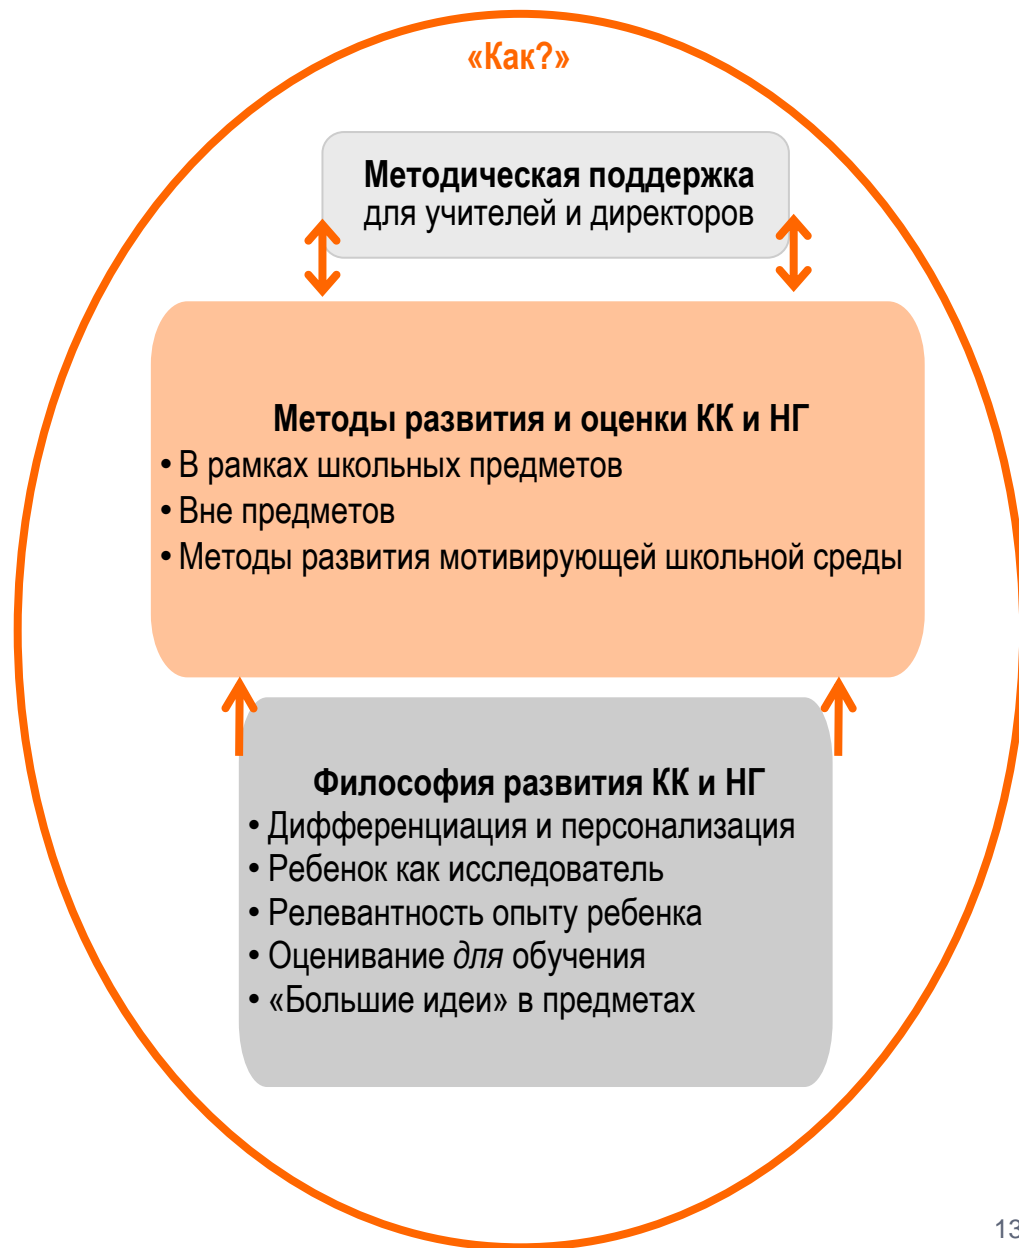 «Как?»
Методическая поддержка
для учителей и директоров
Методы развития и оценки КК и НГ
• В рамках школьных предметов
• Вне предметов
• Методы развития мотивирующей школьной среды
Философия развития КК и НГ
• Дифференциация и персонализация
• Ребенок как исследователь
• Релевантность опыту ребенка
• Оценивание для обучения
• «Большие идеи» в предметах
13